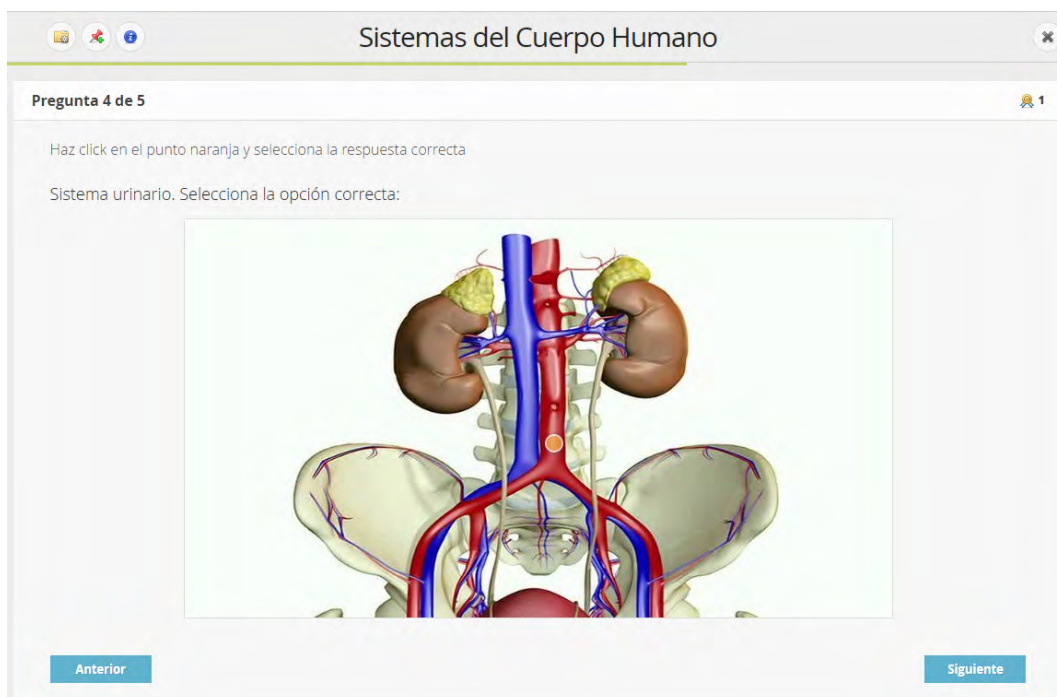 Sistemas del Cuerpo Humano
Pregunta 4 de 5
1
Haz click en el punto naranja y selecciona la respuesta correcta
Sistema urinario. Selecciona la opción correcta:
Anterior
Siguiente